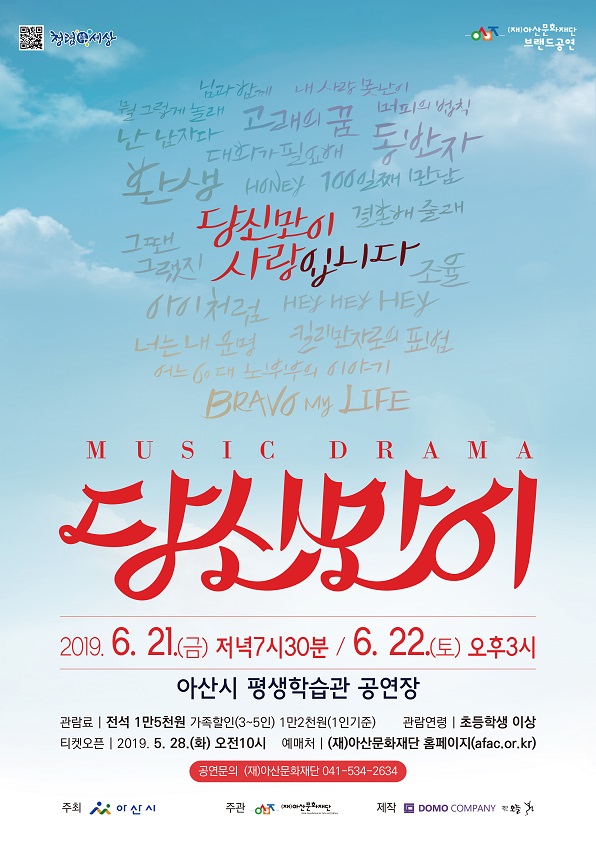 청렴韓세상
(재)아산문화재단
브랜드공연
님과 함께 내 사랑 못난이
뭘 그렇게 놀래 고래의 꿈 머피의 법칙
난 남자다 대화가 필요해 동반자
환생 HONEY 100일째 만남
당신만이 결혼해 줄래
그땐 그랬지 사랑입니다 조율
아이처럼 HEY HEY HEY
너는 내 운명 킬리만자로의 표범
어느 60대 노부부의 이야기
BRAVO MY LIFE
MUSIC DRAMA
당신만이
2019. 6. 21.(금) 저녁7시30분 / 6. 22.(토) 오후3시
아산시 평생학습관 공연장
관람료 | 전석 1만5천원 가족할인(3~5인) 1만2천원(1인기준) 관람연령 | 초등학생 이상
티켓오픈 | 2019. 5. 28.(화) 오전10시 예매처 | (재)아산문화재단 홈페이지(afac.or.kr)
공연문의 (재)아산문화재단 041-534-2634
주최 아산시 주관 (재)아산문화재단 제작 DOMO COMPANY 오늘